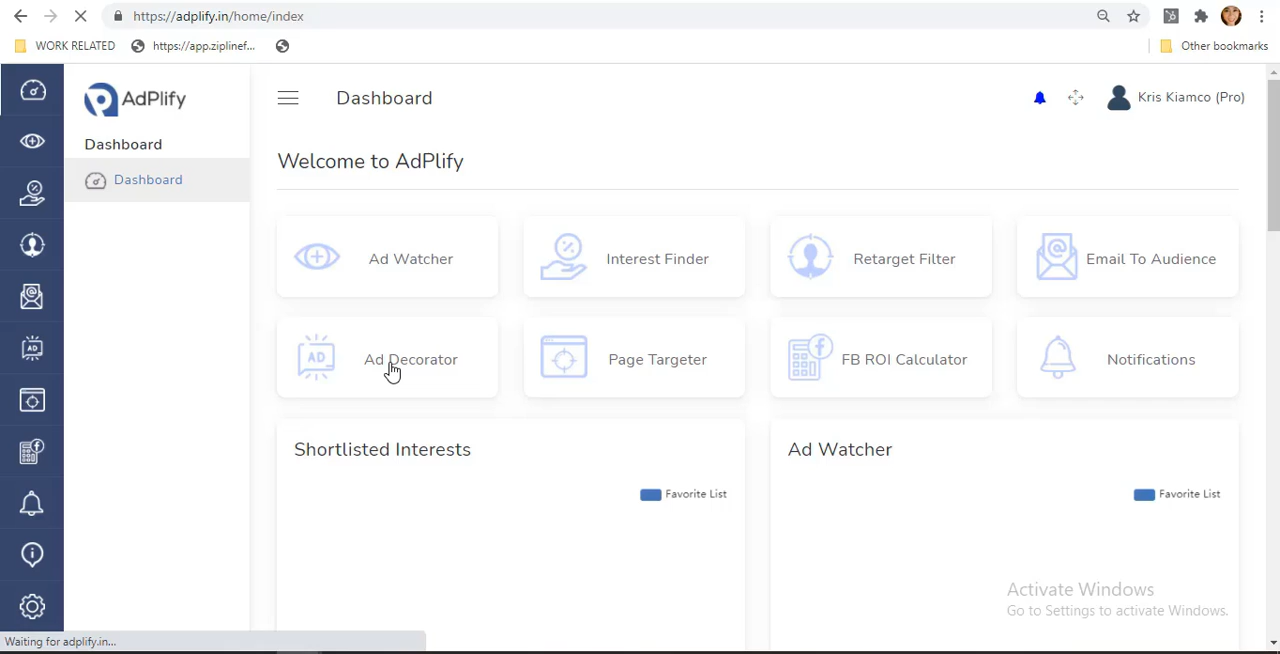 https://adplify.in/home/index
WORK RELATED
https://app.ziplinef...
Other bookmarks
AdPlify
Dashboard
Kris Kiamco (Pro)
Dashboard
Dashboard
Welcome to AdPlify
Ad Watcher
Interest Finder
Retarget Filter
Email To Audience
AD
Ad Decorator
Page Targeter
FB ROI Calculator
Notifications
AD
Shortlisted Interests
Ad Watcher
Favorite List
Favorite List
Activate Windows
Go to Settings to activate Windows.
Waiting for adplify.in...